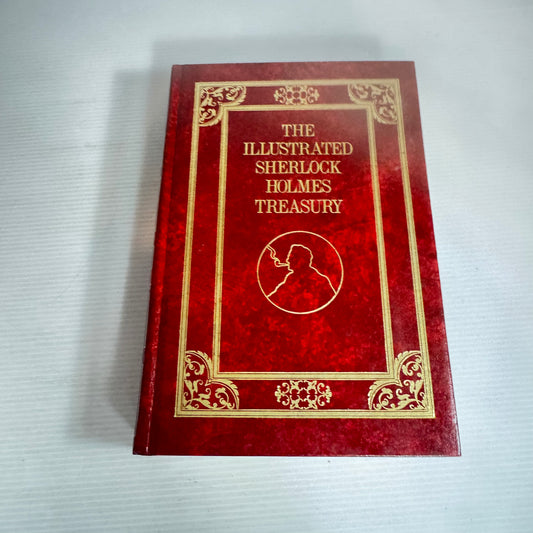 THE
ILLUSTRATED
SHERLOCK
HOLMES
TREASURY